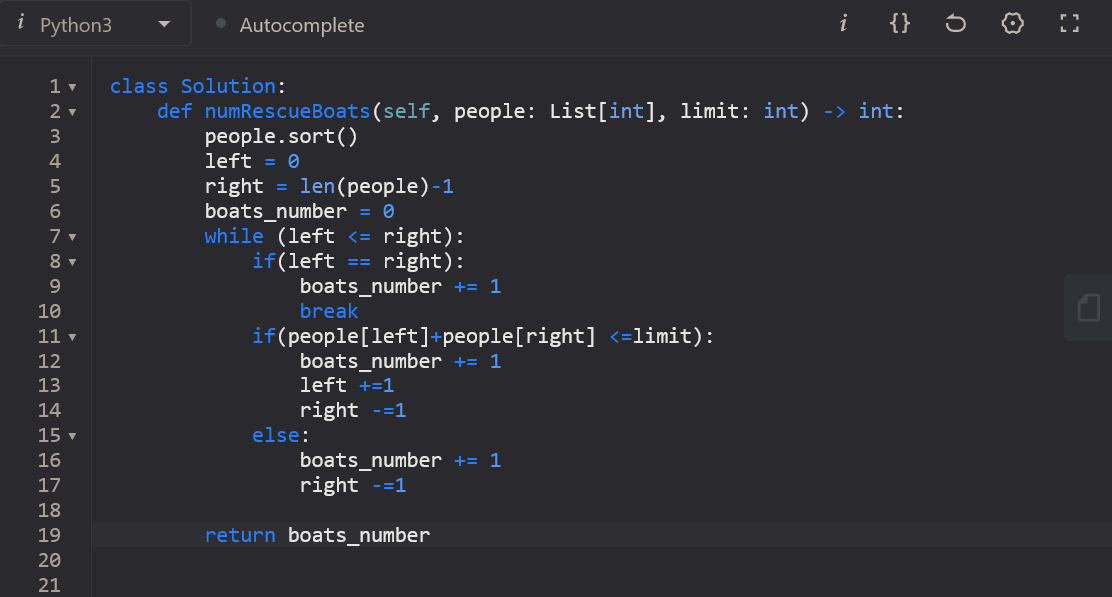 i Python3 Autocomplete i {}
1 class Solution:
2     def numRescueBoats(self, people: List[int], limit: int) -> int:
3         people.sort()
4         left = 0
5         right = len(people)-1
6         boats_number = 0
7         while (left <= right):
8             if(left == right):
9                 boats_number += 1
10                 break
11             if(people[left]+people[right] <=limit):
12                 boats_number += 1
13                 left +=1
14                 right -=1
15             else:
16                 boats_number += 1
17                 right -=1
18
19         return boats_number
20
21